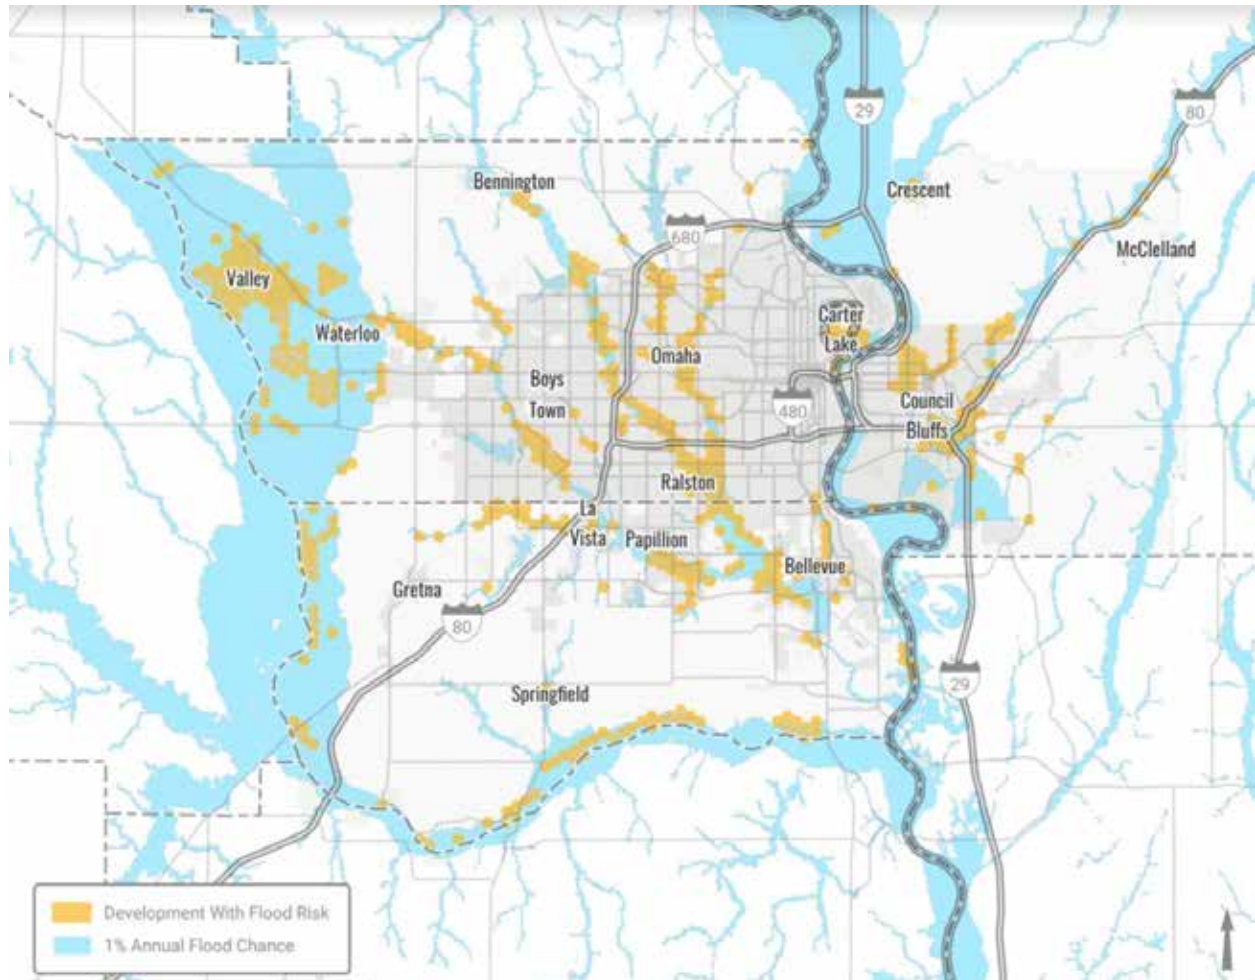 29
80
Bennington
Crescent
680
McClelland
Valley
Waterloo
Carter
Lake
Omaha
Boys
Town
480
Council
Bluffs
Ralston
La
Vista
Papillion
Bellevue
Gretna
80
Springfield
29
Development With Flood Risk
1% Annual Flood Chance